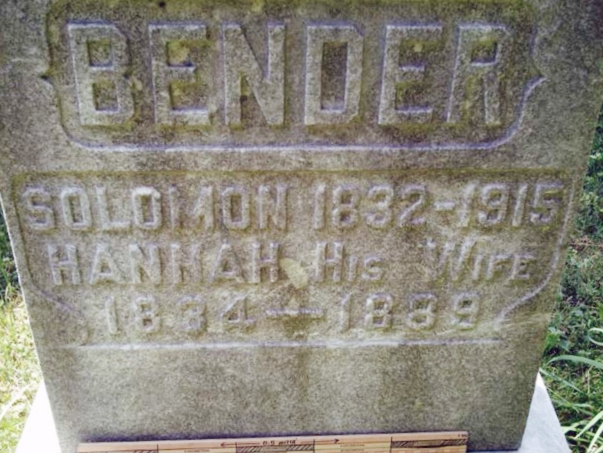 BENDER
SOLOMON 1832-1915
HANNAH HIS WIFE
1834-1889